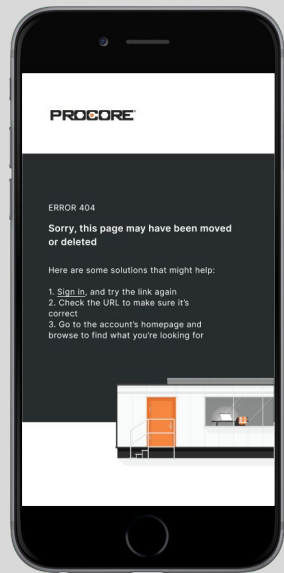 PROCORE
ERROR 404
Sorry, this page may have been moved
or deleted
Here are some solutions that might help:
1. Sign in, and try the link again
2. Check the URL to make sure it's
correct
3. Go to the account's homepage and
browse to find what you're looking for